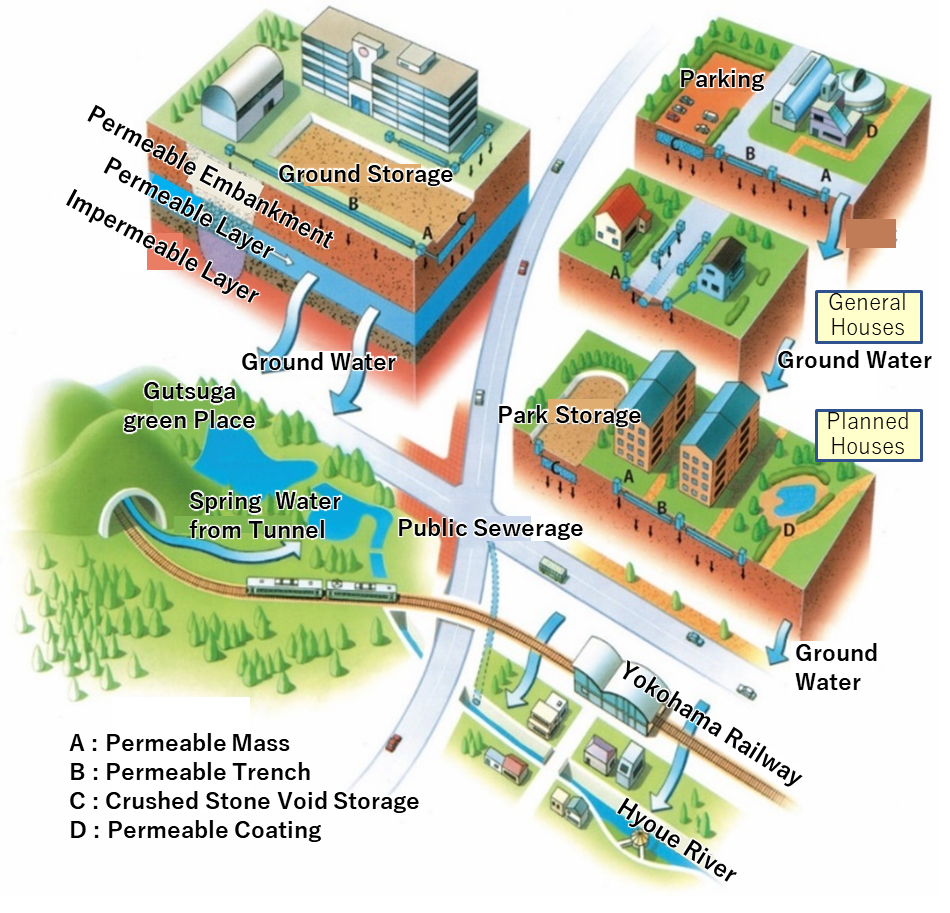 Parking
C
B
D
A
Permeable Embankment
Permeable Layer
Impermeable Layer
Ground Storage
B
A
C
A
General
Houses
Ground Water
Ground Water
Gutsuga
green Place
Park Storage
Planned
Houses
C
A
B
D
Spring Water
from Tunnel
Public Sewerage
Ground
Water
Yokohama Railway
Hyoue River
A : Permeable Mass
B : Permeable Trench
C : Crushed Stone Void Storage
D : Permeable Coating